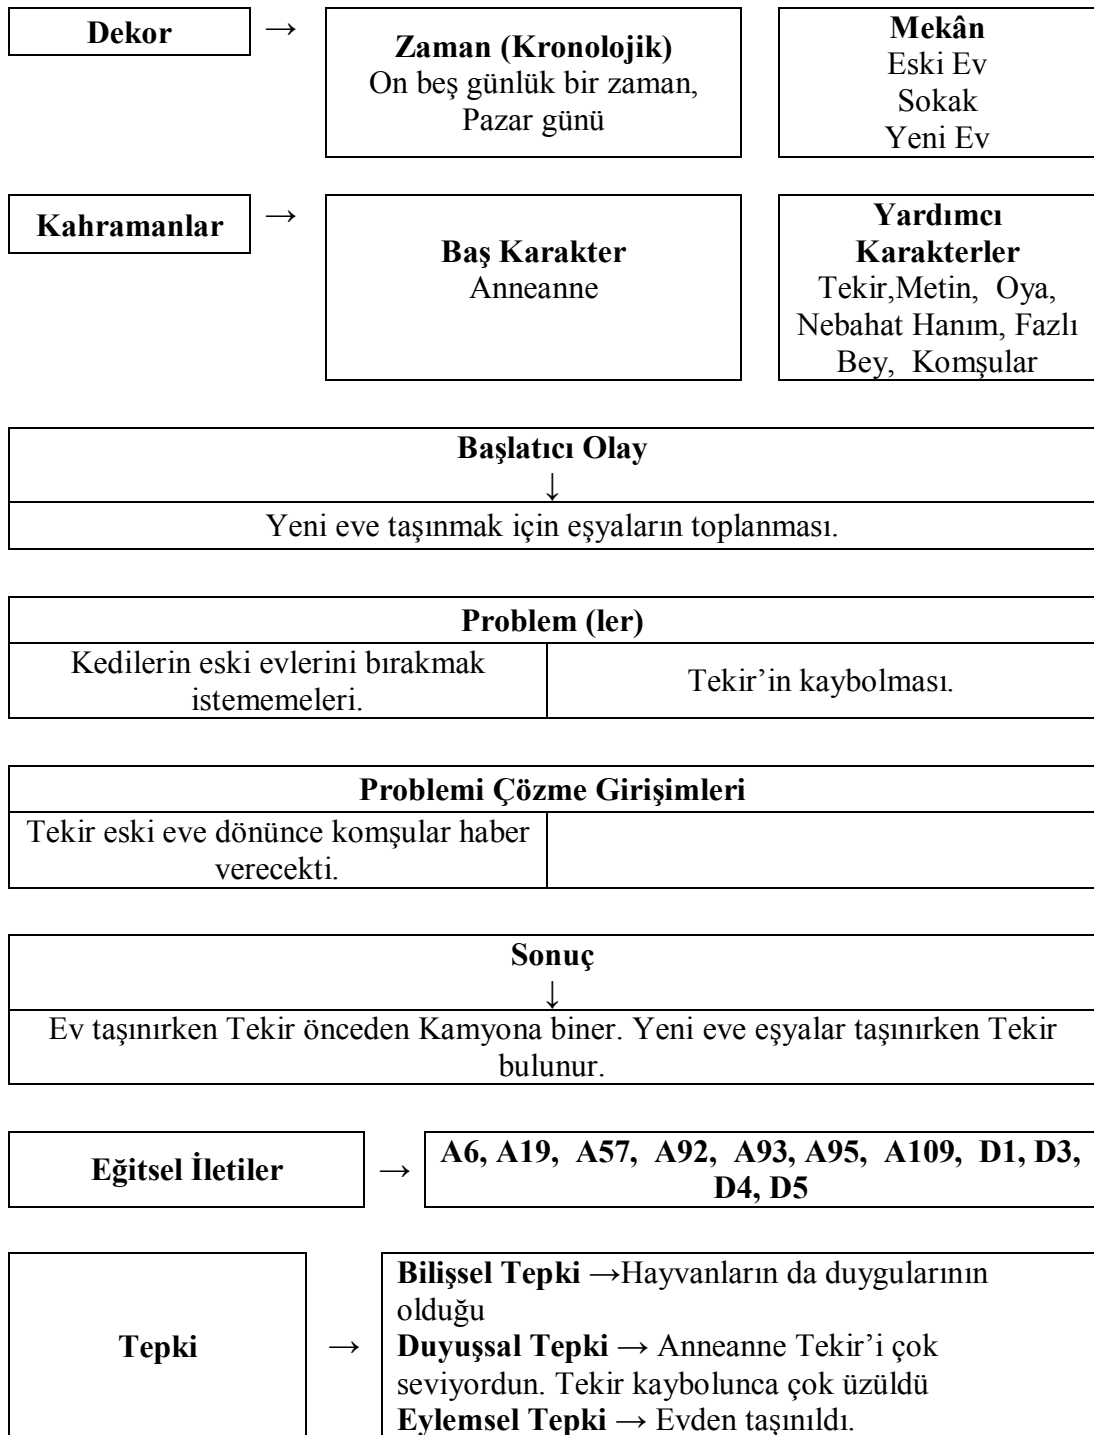 Dekor →
Zaman (Kronolojik)
On beş günlük bir zaman,
Pazar günü
Mekân
Eski Ev
Sokak
Yeni Ev
Kahramanlar →
Baş Karakter
Anneanne
Yardımcı
Karakterler
Tekir,Metin, Oya,
Nebahat Hanım, Fazlı
Bey, Komşular
Başlatıcı Olay
↓
Yeni eve taşınmak için eşyaların toplanması.
Problem (ler)
Kedilerin eski evlerini bırakmak
istememeleri.
Tekir’in kaybolması.
Problemi Çözme Girişimleri
Tekir eski eve dönünce komşular haber
verecekti.
Sonuç
↓
Ev taşınırken Tekir önceden Kamyona biner. Yeni eve eşyalar taşınırken Tekir
bulunur.
Eğitsel İletiler →
A6, A19, A57, A92, A93, A95, A109, D1, D3,
D4, D5
Tepki →
Bilişsel Tepki →Hayvanların da duygularının
olduğu
Duyuşsal Tepki → Anneanne Tekir’i çok
seviyordun. Tekir kaybolunca çok üzüldü
Eylemsel Tepki → Evden taşınıldı.